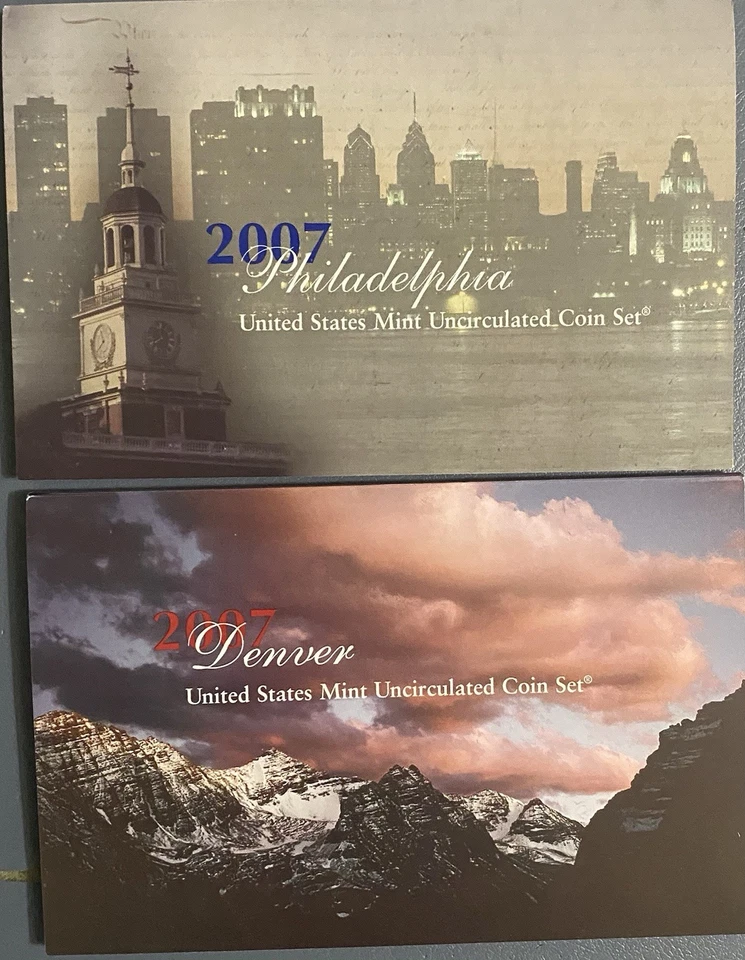 2007
Philadelphia
United States Mint Uncirculated Coin Set®
2007
Denver
United States Mint Uncirculated Coin Set®